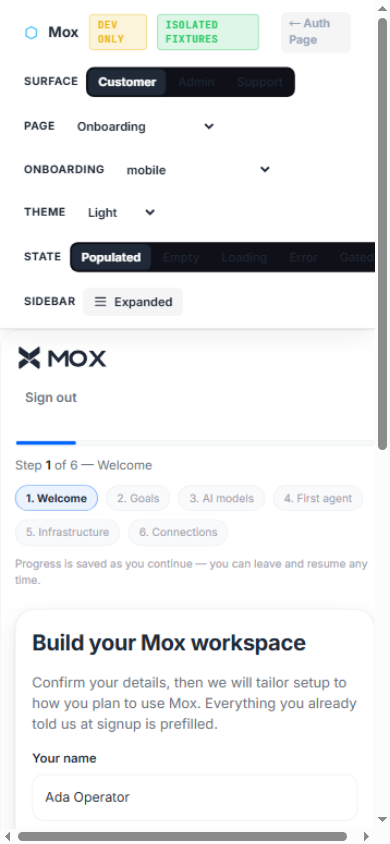 Mox
DEV ONLY
ISOLATED FIXTURES
← Auth Page
SURFACE Customer Admin Support
PAGE Onboarding
ONBOARDING mobile
THEME Light
STATE Populated Empty Loading Error Gated
SIDEBAR Expanded
MOX
Sign out
Step 1 of 6 — Welcome
1. Welcome 2. Goals 3. AI models 4. First agent
5. Infrastructure 6. Connections
Progress is saved as you continue — you can leave and resume any
time.
Build your Mox workspace
Confirm your details, then we will tailor setup to
how you plan to use Mox. Everything you already
told us at signup is prefilled.
Your name
Ada Operator